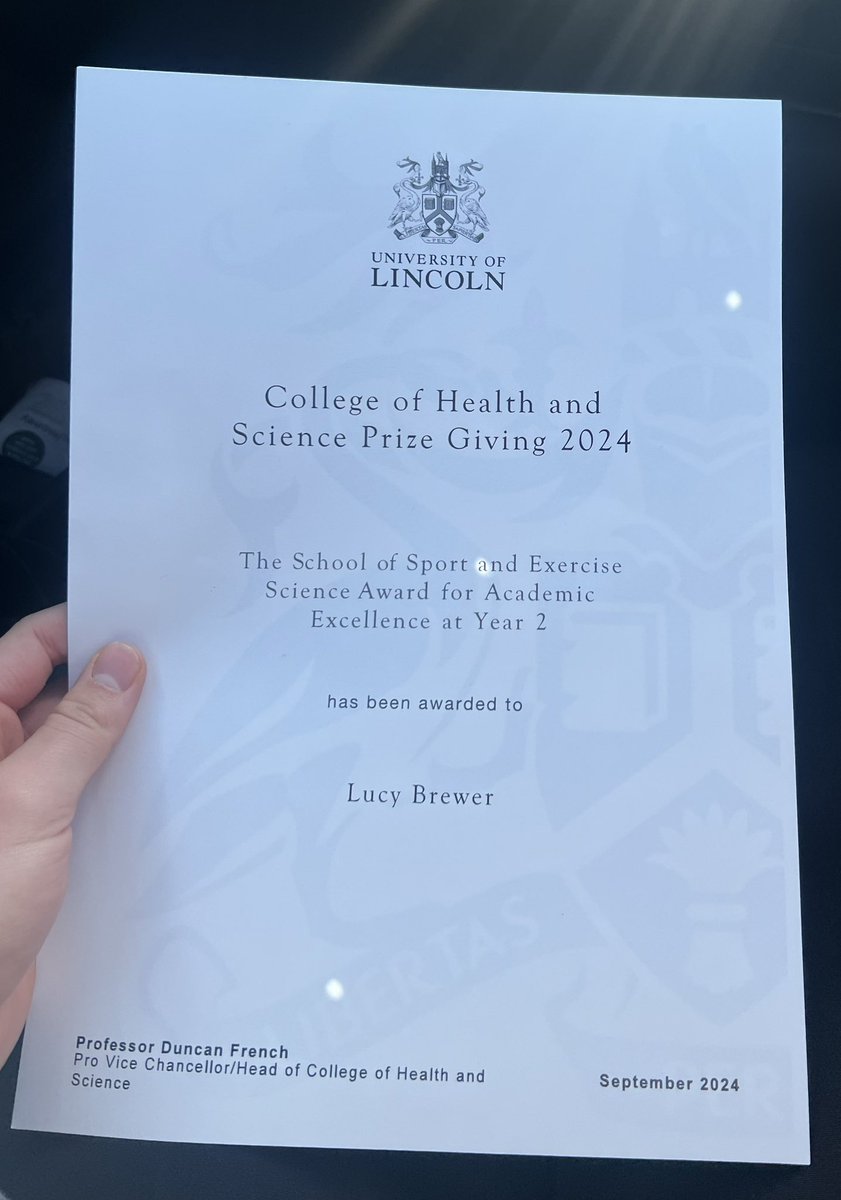 UNIVERSITY OF
LINCOLN
College of Health and
Science Prize Giving 2024
The School of Sport and Exercise
Science Award for Academic
Excellence at Year 2
has been awarded to
Lucy Brewer
LIBERTAS
PER
Professor Duncan French
Pro Vice Chancellor/Head of College of Health and
Science
September 2024